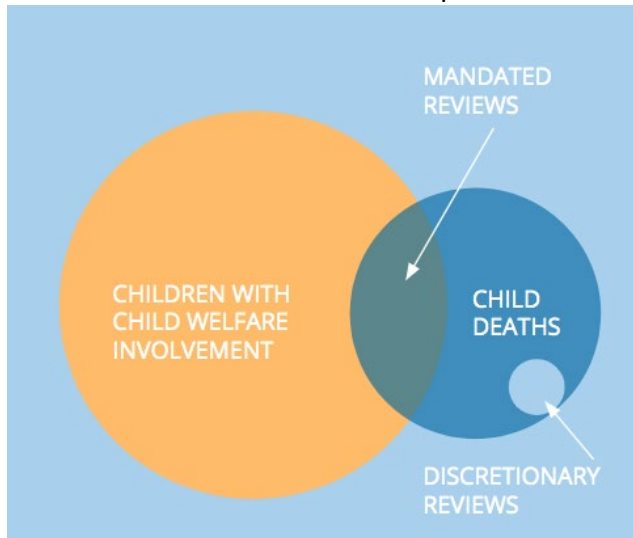 MANDATED
REVIEWS
CHILDREN WITH
CHILD WELFARE
INVOLVEMENT
CHILD
DEATHS
DISCRETIONARY
REVIEWS